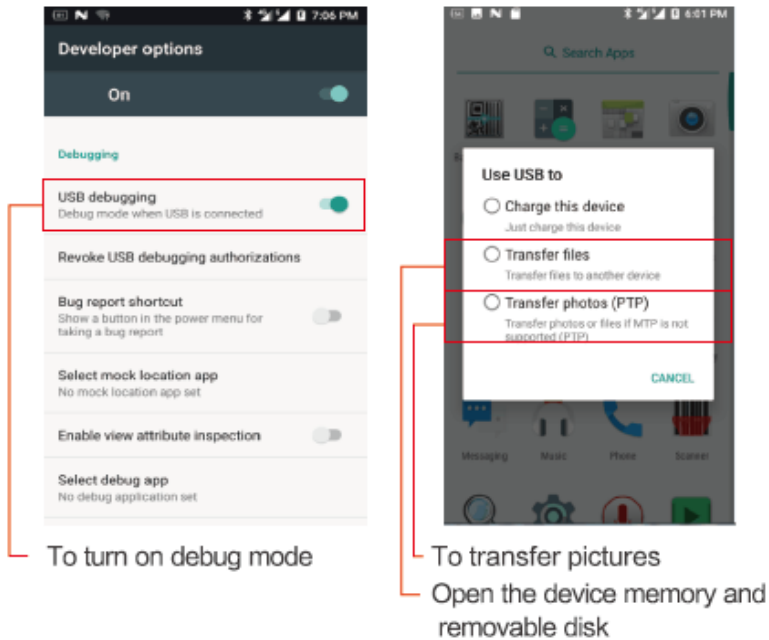 7:06 PM
Developer options
On
Debugging
USB debugging
Debug mode when USB is connected
Revoke USB debugging authorizations
Bug report shortcut
Show a button in the power menu for
taking a bug report
Select mock location app
No mock location app set
Enable view attribute inspection
Select debug app
No debug application set
To turn on debug mode
6:01 PM
Search Apps
Use USB to
Charge this device
Just charge this device
Transfer files
Transfer files to another device
Transfer photos (PTP)
Transfer photos or files if MTP is not
supported (PTP)
CANCEL
Messaging Music Phone Scanner
To transfer pictures
Open the device memory and
removable disk